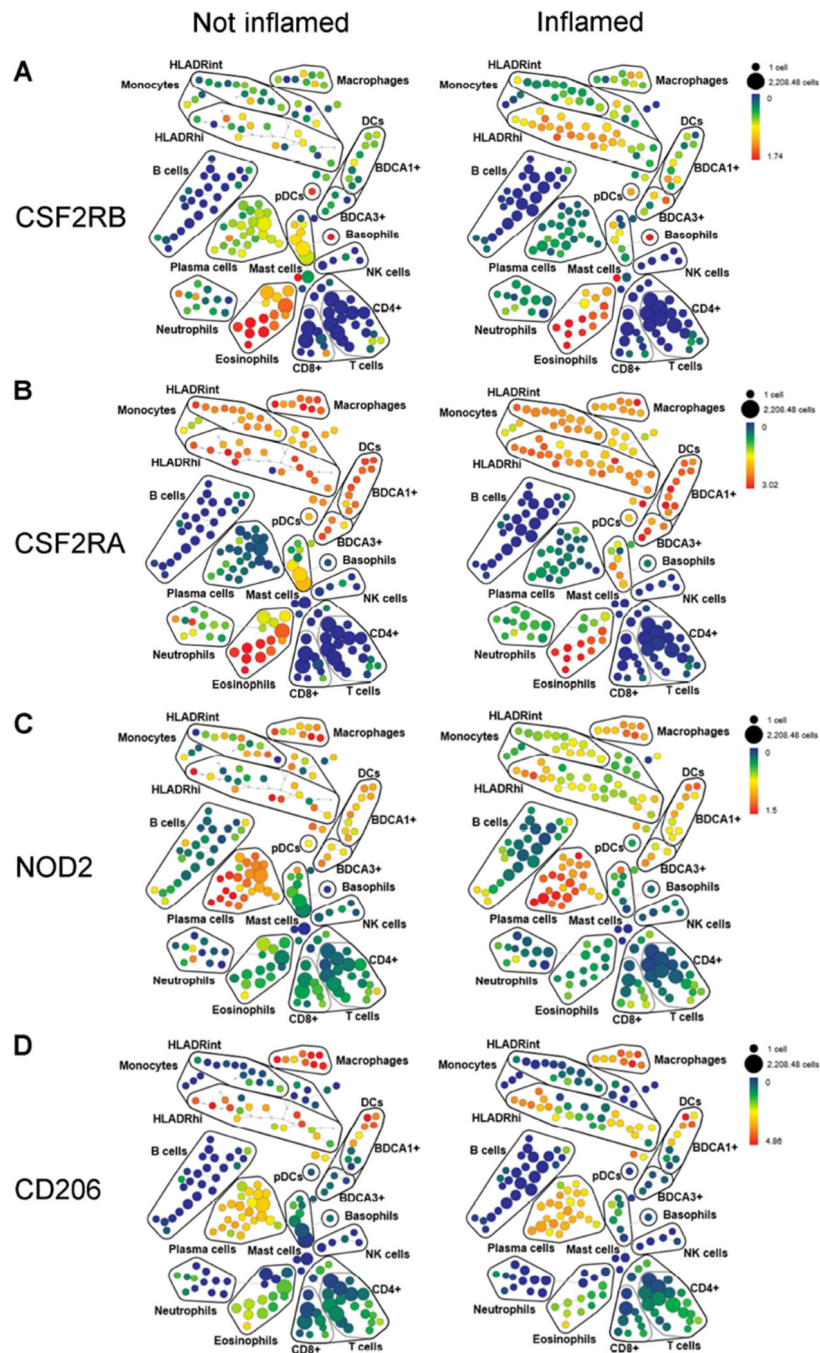 Not inflamed
Inflamed
A
CSF2RB
HLADRint
Monocytes
Macrophages
HLADRhi
DCs
B cells
BDCA1+
pDCs
BDCA3+
Basophils
Plasma cells
Mast cells
NK cells
Neutrophils
CD4+
Eosinophils
T cells
CD8+
HLADRint
Monocytes
Macrophages
HLADRhi
DCs
B cells
BDCA1+
pDCs
BDCA3+
Basophils
Plasma cells
Mast cells
NK cells
Neutrophils
CD4+
Eosinophils
T cells
CD8+
1 cell
2,208.48 cells
0
1.74
B
CSF2RA
HLADRint
Monocytes
Macrophages
HLADRhi
DCs
B cells
BDCA1+
pDCs
BDCA3+
Basophils
Plasma cells
Mast cells
NK cells
Neutrophils
CD4+
Eosinophils
T cells
CD8+
HLADRint
Monocytes
Macrophages
HLADRhi
DCs
B cells
BDCA1+
pDCs
BDCA3+
Basophils
Plasma cells
Mast cells
NK cells
Neutrophils
CD4+
Eosinophils
T cells
CD8+
1 cell
2,208.48 cells
0
3.02
C
NOD2
HLADRint
Monocytes
Macrophages
HLADRhi
DCs
B cells
BDCA1+
pDCs
BDCA3+
Basophils
Plasma cells
Mast cells
NK cells
Neutrophils
CD4+
Eosinophils
T cells
CD8+
HLADRint
Monocytes
Macrophages
HLADRhi
DCs
B cells
BDCA1+
pDCs
BDCA3+
Basophils
Plasma cells
Mast cells
NK cells
Neutrophils
CD4+
Eosinophils
T cells
CD8+
1 cell
2,208.48 cells
0
1.5
D
CD206
HLADRint
Monocytes
Macrophages
HLADRhi
DCs
B cells
BDCA1+
pDCs
BDCA3+
Basophils
Plasma cells
Mast cells
NK cells
Neutrophils
CD4+
Eosinophils
T cells
CD8+
HLADRint
Monocytes
Macrophages
HLADRhi
DCs
B cells
BDCA1+
pDCs
BDCA3+
Basophils
Plasma cells
Mast cells
NK cells
Neutrophils
CD4+
Eosinophils
T cells
CD8+
1 cell
2,208.48 cells
0
4.86